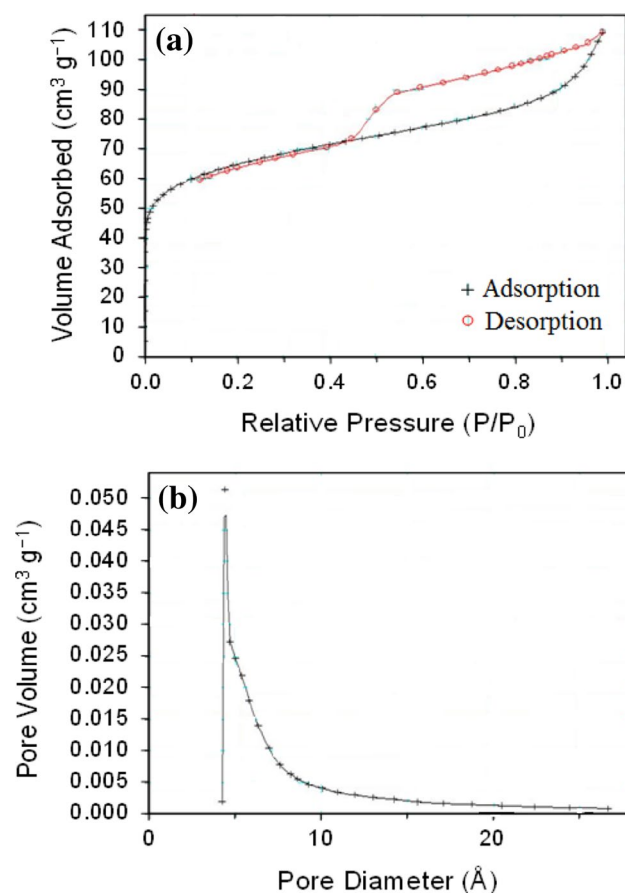 (a)
Volume Adsorbed (cm³ g⁻¹)
110
100
90
80
70
60
50
40
30
20
10
0
+ Adsorption
○ Desorption
0.0 0.2 0.4 0.6 0.8 1.0
Relative Pressure (P/P₀)
(b)
Pore Volume (cm³ g⁻¹)
0.050
0.045
0.040
0.035
0.030
0.025
0.020
0.015
0.010
0.005
0.000
0 10 20
Pore Diameter (Å)